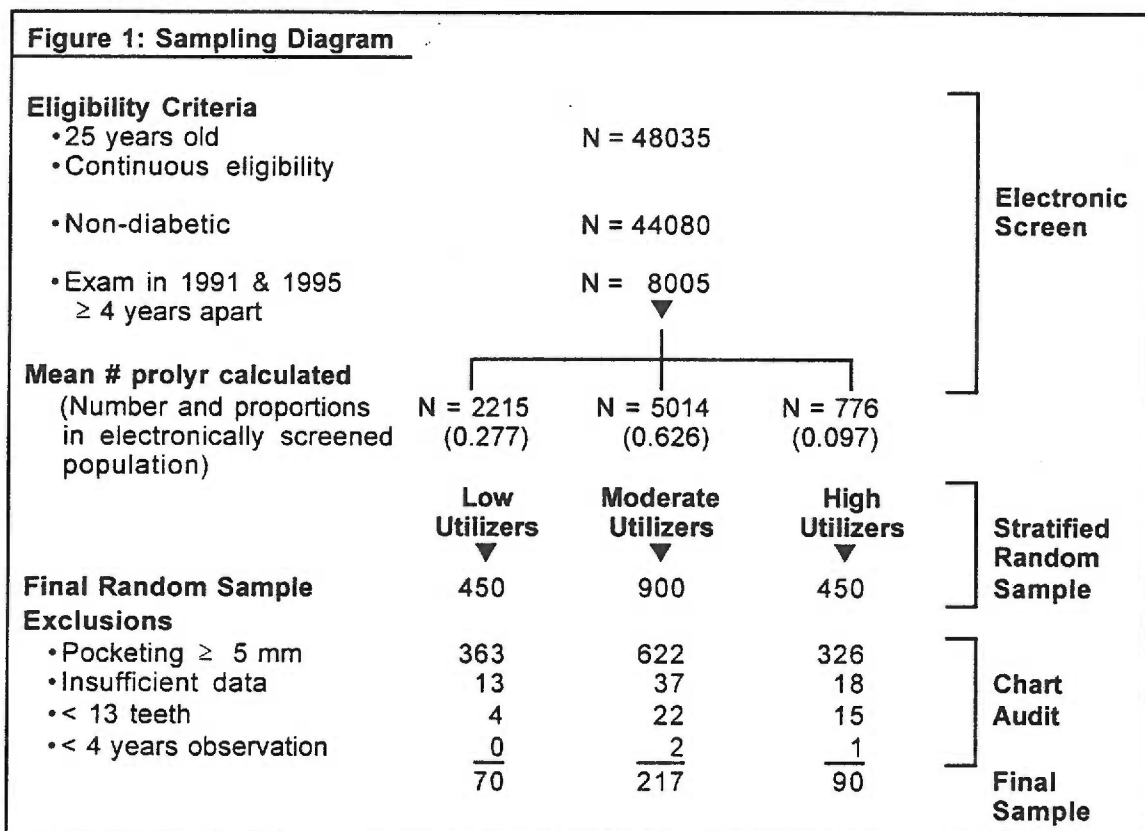 Figure 1: Sampling Diagram
Eligibility Criteria
•25 years old N = 48035
•Continuous eligibility
Electronic
Screen
•Non-diabetic N = 44080
•Exam in 1991 & 1995 N = 8005
≥ 4 years apart
Mean # prolyr calculated
(Number and proportions N = 2215 N = 5014 N = 776
in electronically screened (0.277) (0.626) (0.097)
population)
Low Moderate High
Utilizers Utilizers Utilizers
Stratified
Random
Sample
Final Random Sample 450 900 450
Exclusions
•Pocketing ≥ 5 mm 363 622 326
•Insufficient data 13 37 18
•< 13 teeth 4 22 15
•< 4 years observation 0 2 1
Chart
Audit
70 217 90
Final
Sample